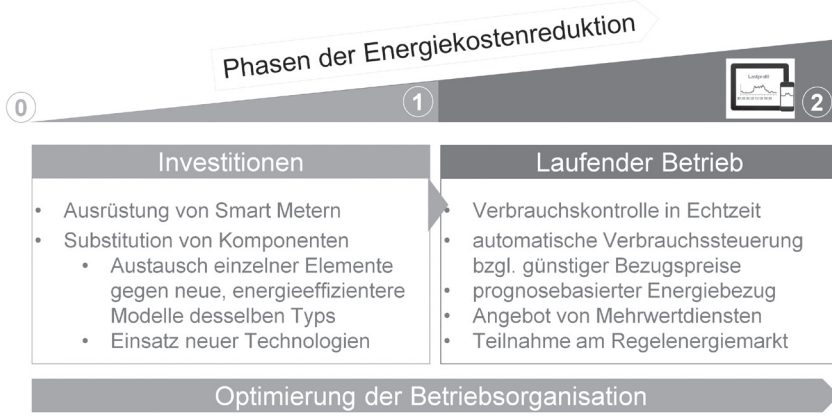 Phasen der Energiekostenreduktion
Lastprofil
0
1
2
Investitionen
• Ausrüstung von Smart Metern
• Substitution von Komponenten
• Austausch einzelner Elemente
gegen neue, energieeffizientere
Modelle desselben Typs
• Einsatz neuer Technologien
Laufender Betrieb
• Verbrauchskontrolle in Echtzeit
• automatische Verbrauchssteuerung
bzgl. günstiger Bezugspreise
• prognosebasierter Energiebezug
• Angebot von Mehrwertdiensten
• Teilnahme am Regelenergiemarkt
Optimierung der Betriebsorganisation